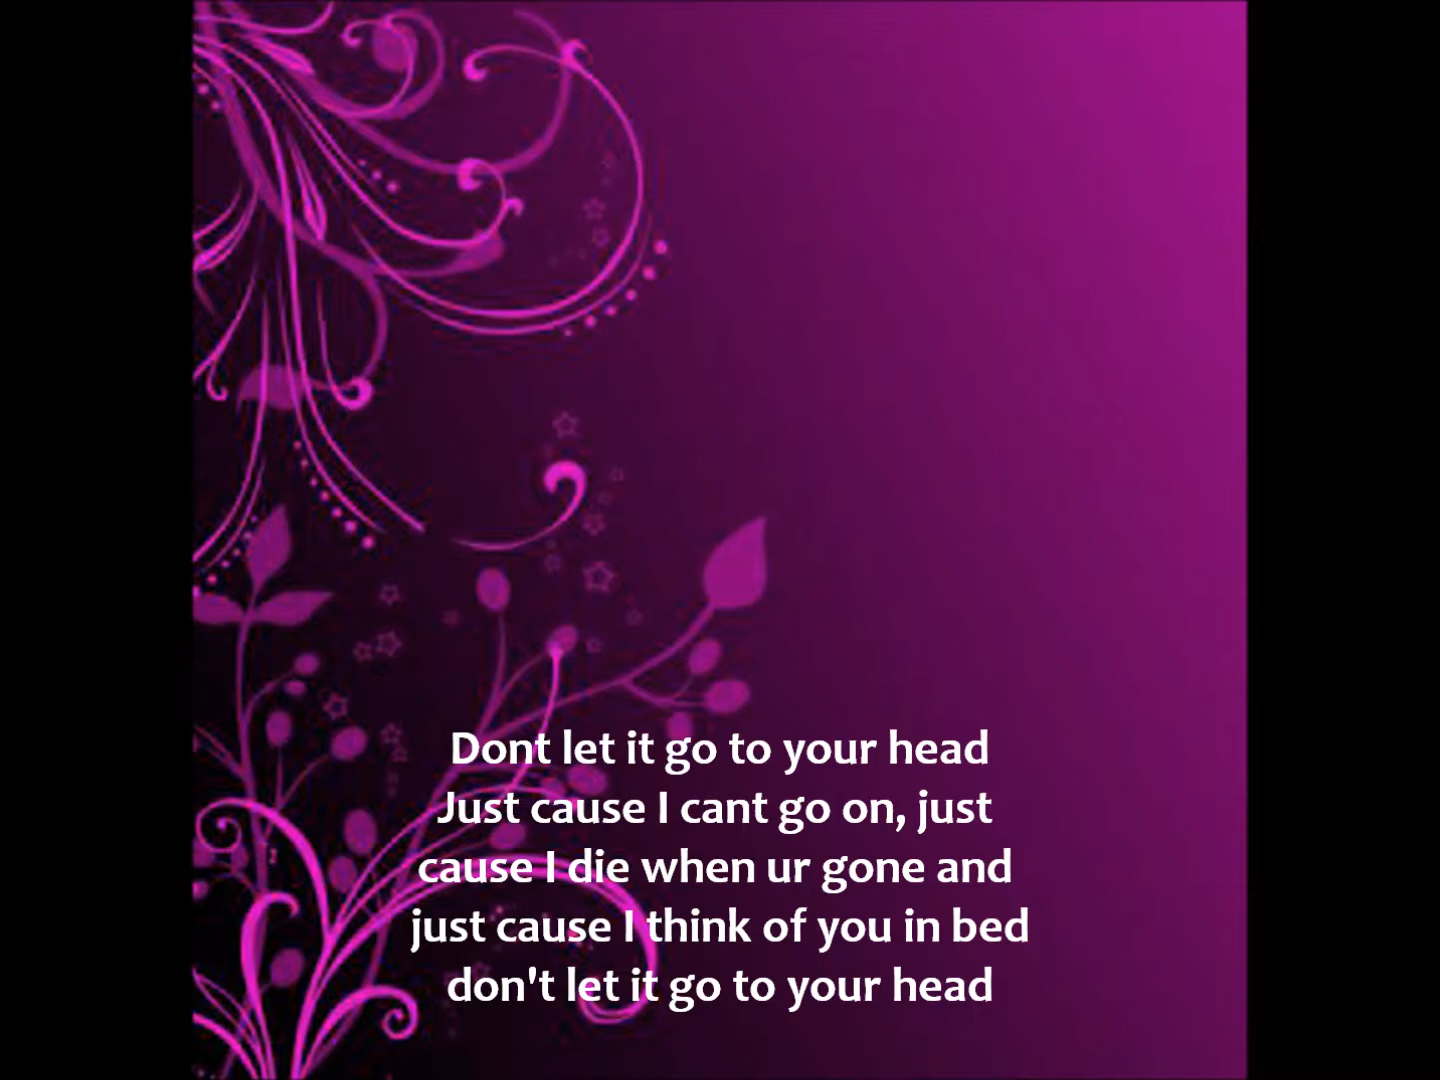 Dont let it go to your head
Just cause I cant go on, just
cause I die when ur gone and
just cause I think of you in bed
don't let it go to your head